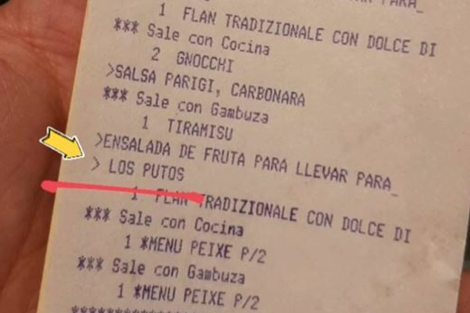 1 FLAN TRADIZIONALE CON DOLCE DI
*** Sale con Cocina
2 GNOCCHI
>SALSA PARIGI, CARBONARA
*** Sale con Gambuza
1 TIRAMISU
>ENSALADA DE FRUTA PARA LLEVAR PARA_
> LOS PUTOS
1 FLAN TRADIZIONALE CON DOLCE DI
*** Sale con Cocina
1 *MENU PEIXE P/2
*** Sale con Gambuza
1 *MENU PEIXE P/2